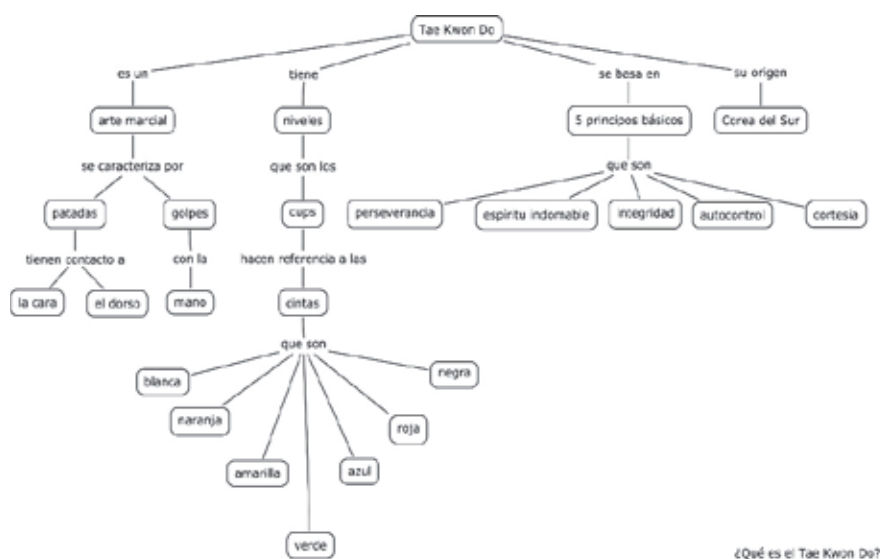 Tae Kwon Do
es un
tiene
se basa en
su origen
arte marcial
niveles
5 principos básicos
Corea del Sur
se caracteriza por
que son los
que son
patadas
golpes
cups
perseverancia
espiritu indomable
integridad
autocontrol
cortesia
tienen contacto a
con la
hacen referencia a las
la cara
el dorso
mano
cintas
que son
blanca
negra
naranja
roja
amarilla
azul
verde
¿Qué es el Tae Kwon Do?